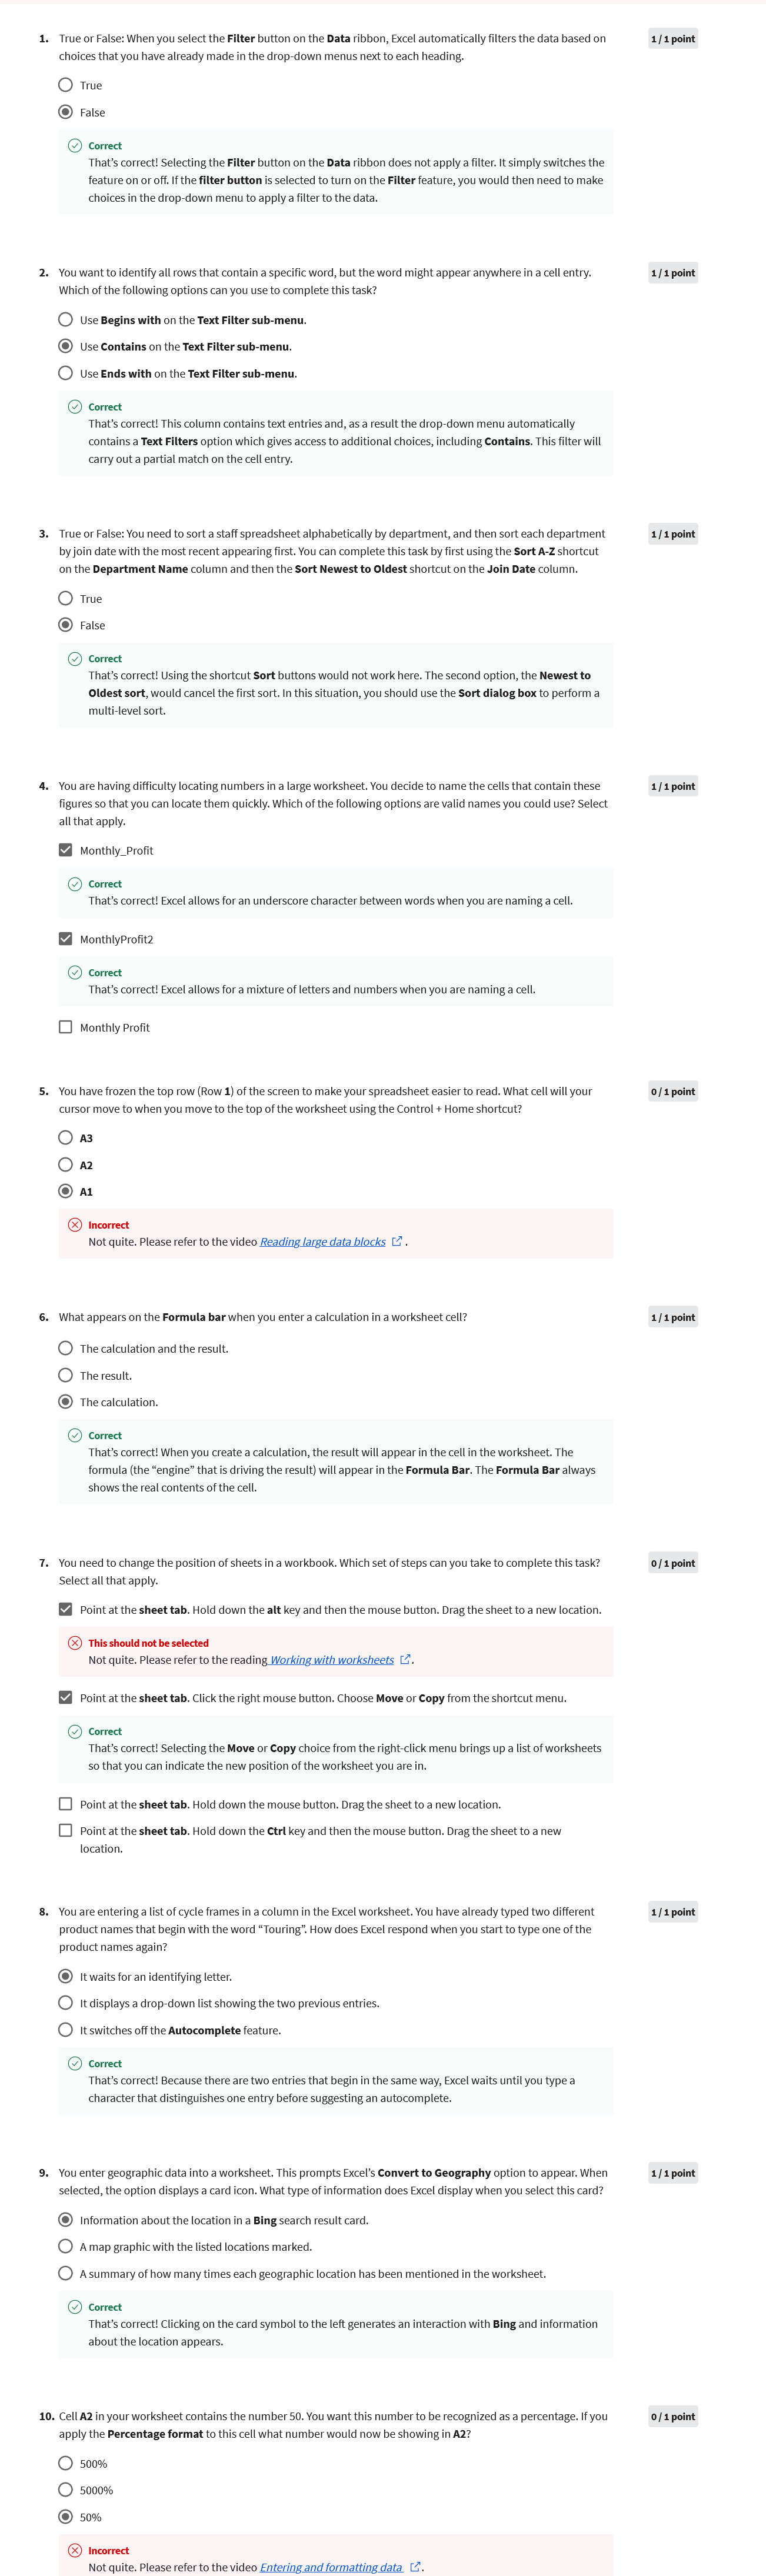 1. True or False: When you select the Filter button on the Data ribbon, Excel automatically filters the data based on 1 / 1 point
choices that you have already made in the drop-down menus next to each heading.
True
False
Correct
That's correct! Selecting the Filter button on the Data ribbon does not apply a filter. It simply switches the
feature on or off. If the filter button is selected to turn on the Filter feature, you would then need to make
choices in the drop-down menu to apply a filter to the data.
2. You want to identify all rows that contain a specific word, but the word might appear anywhere in a cell entry. 1 / 1 point
Which of the following options can you use to complete this task?
Use Begins with on the Text Filter sub-menu.
Use Contains on the Text Filter sub-menu.
Use Ends with on the Text Filter sub-menu.
Correct
That's correct! This column contains text entries and, as a result the drop-down menu automatically
contains a Text Filters option which gives access to additional choices, including Contains. This filter will
carry out a partial match on the cell entry.
3. True or False: You need to sort a staff spreadsheet alphabetically by department, and then sort each department 1 / 1 point
by join date with the most recent appearing first. You can complete this task by first using the Sort A-Z shortcut
on the Department Name column and then the Sort Newest to Oldest shortcut on the Join Date column.
True
False
Correct
That's correct! Using the shortcut Sort buttons would not work here. The second option, the Newest to
Oldest sort, would cancel the first sort. In this situation, you should use the Sort dialog box to perform a
multi-level sort.
4. You are having difficulty locating numbers in a large worksheet. You decide to name the cells that contain these 1 / 1 point
figures so that you can locate them quickly. Which of the following options are valid names you could use? Select
all that apply.
Monthly_Profit
Correct
That's correct! Excel allows for an underscore character between words when you are naming a cell.
MonthlyProfit2
Correct
That's correct! Excel allows for a mixture of letters and numbers when you are naming a cell.
Monthly Profit
5. You have frozen the top row (Row 1) of the screen to make your spreadsheet easier to read. What cell will your 0 / 1 point
cursor move to when you move to the top of the worksheet using the Control + Home shortcut?
A3
A2
A1
Incorrect
Not quite. Please refer to the video Reading large data blocks .
6. What appears on the Formula bar when you enter a calculation in a worksheet cell? 1 / 1 point
The calculation and the result.
The result.
The calculation.
Correct
That's correct! When you create a calculation, the result will appear in the cell in the worksheet. The
formula (the “engine” that is driving the result) will appear in the Formula Bar. The Formula Bar always
shows the real contents of the cell.
7. You need to change the position of sheets in a workbook. Which set of steps can you take to complete this task? 0 / 1 point
Select all that apply.
Point at the sheet tab. Hold down the alt key and then the mouse button. Drag the sheet to a new location.
This should not be selected
Not quite. Please refer to the reading Working with worksheets .
Point at the sheet tab. Click the right mouse button. Choose Move or Copy from the shortcut menu.
Correct
That's correct! Selecting the Move or Copy choice from the right-click menu brings up a list of worksheets
so that you can indicate the new position of the worksheet you are in.
Point at the sheet tab. Hold down the mouse button. Drag the sheet to a new location.
Point at the sheet tab. Hold down the Ctrl key and then the mouse button. Drag the sheet to a new
location.
8. You are entering a list of cycle frames in a column in the Excel worksheet. You have already typed two different 1 / 1 point
product names that begin with the word “Touring”. How does Excel respond when you start to type one of the
product names again?
It waits for an identifying letter.
It displays a drop-down list showing the two previous entries.
It switches off the Autocomplete feature.
Correct
That's correct! Because there are two entries that begin in the same way, Excel waits until you type a
character that distinguishes one entry before suggesting an autocomplete.
9. You enter geographic data into a worksheet. This prompts Excel's Convert to Geography option to appear. When 1 / 1 point
selected, the option displays a card icon. What type of information does Excel display when you select this card?
Information about the location in a Bing search result card.
A map graphic with the listed locations marked.
A summary of how many times each geographic location has been mentioned in the worksheet.
Correct
That's correct! Clicking on the card symbol to the left generates an interaction with Bing and information
about the location appears.
10. Cell A2 in your worksheet contains the number 50. You want this number to be recognized as a percentage. If you 0 / 1 point
apply the Percentage format to this cell what number would now be showing in A2?
500%
5000%
50%
Incorrect
Not quite. Please refer to the video Entering and formatting data .